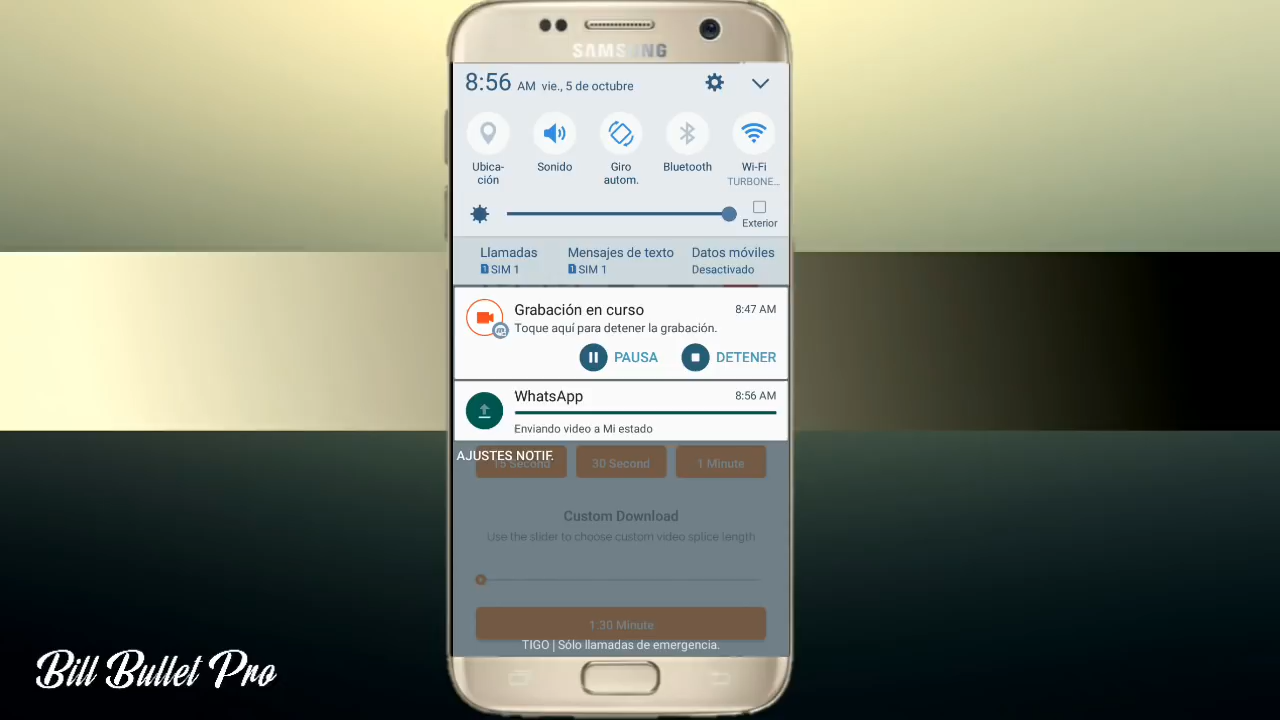 SAMSUNG
8:56 AM vie., 5 de octubre
Ubica-
ción
Sonido
Giro
autom.
Bluetooth
Wi-Fi
TURBONE...
Exterior
Llamadas
1 SIM 1
Mensajes de texto
1 SIM 1
Datos móviles
Desactivado
Grabación en curso 8:47 AM
Toque aquí para detener la grabación.
PAUSA DETENER
WhatsApp 8:56 AM
Enviando video a Mi estado
AJUSTES NOTIF.
15 Second 30 Second 1 Minute
Custom Download
Use the slider to choose custom video splice length
1:30 Minute
TIGO | Sólo llamadas de emergencia.
Bill Bullet Pro